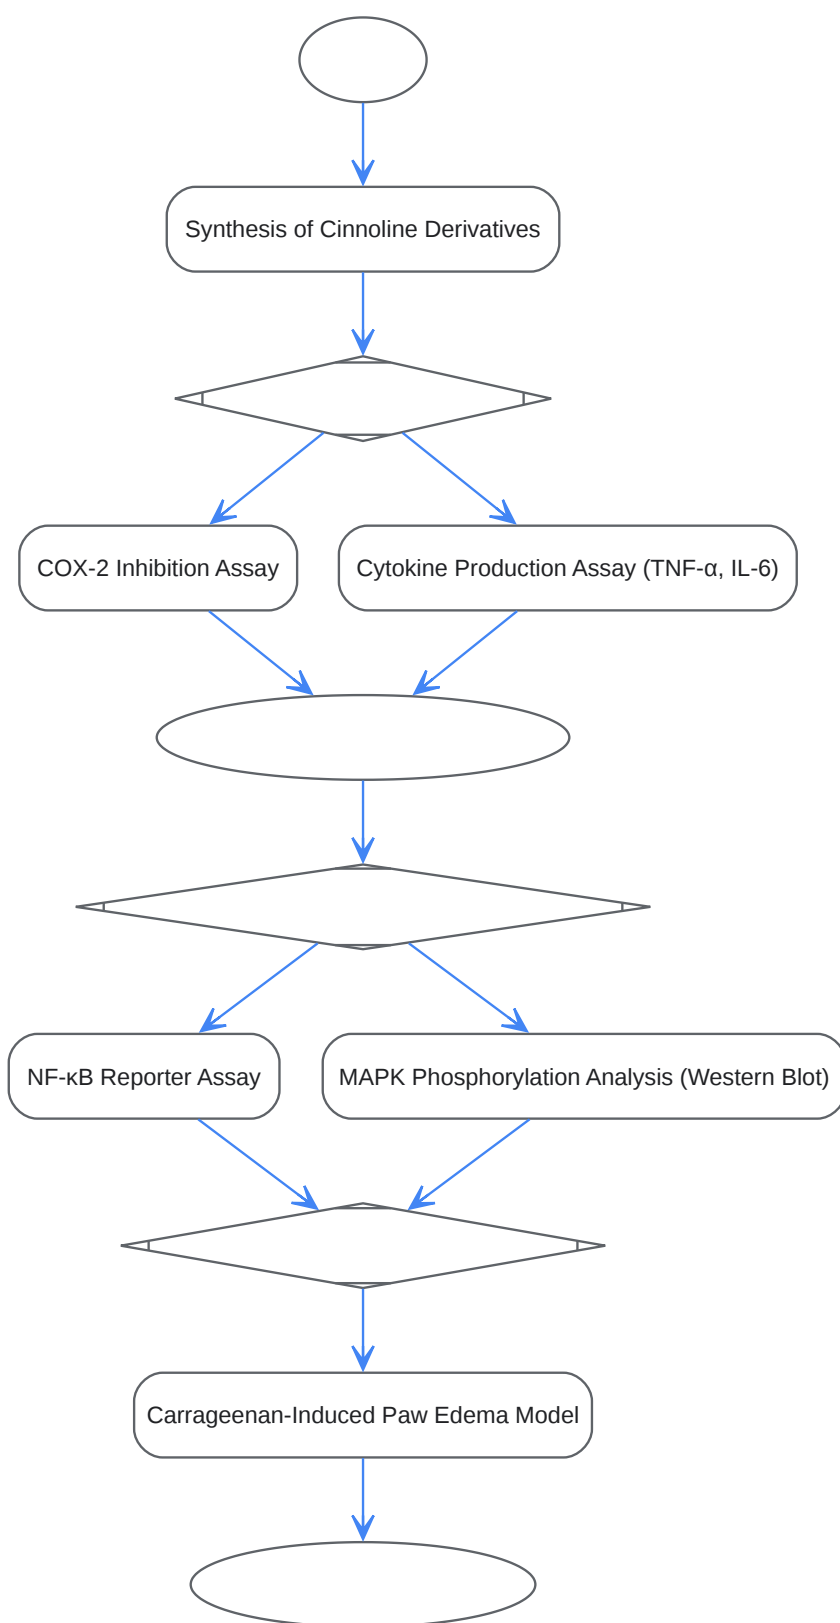 Synthesis of Cinnoline Derivatives
COX-2 Inhibition Assay
Cytokine Production Assay (TNF-α, IL-6)
NF-κB Reporter Assay
MAPK Phosphorylation Analysis (Western Blot)
Carrageenan-Induced Paw Edema Model